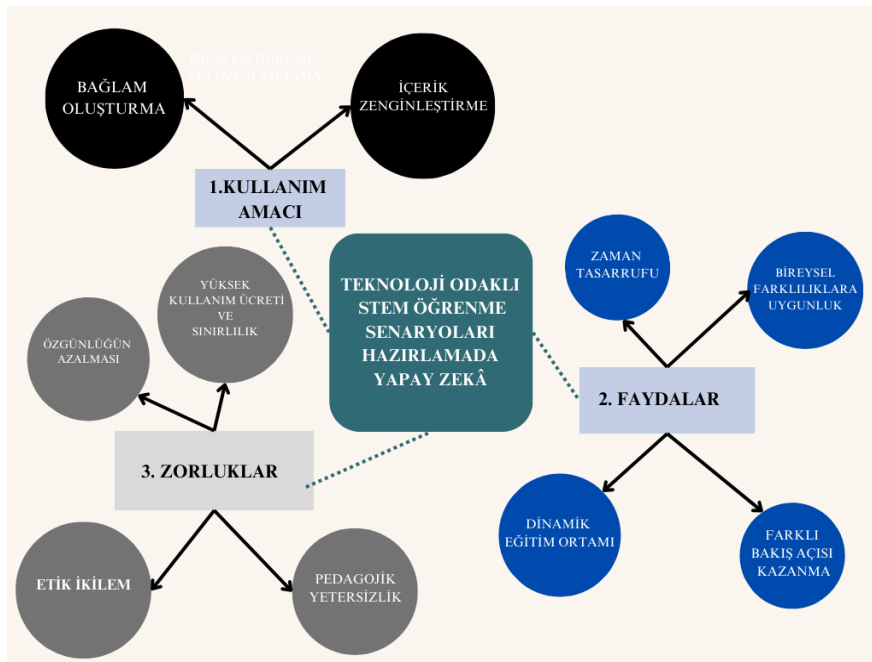 PROBLEM DURUMU
VE ÇÖZÜM SAPTAMA
BAĞLAM
OLUŞTURMA
İÇERİK
ZENGİNLEŞTİRME
1.KULLANIM
AMACI
TEKNOLOJİ ODAKLI
STEM ÖĞRENME
SENARYOLARI
HAZIRLAMADA
YAPAY ZEKÂ
ZAMAN
TASARRUFU
BİREYSEL
FARKLILIKLARA
UYGUNLUK
2. FAYDALAR
DİNAMİK
EĞİTİM ORTAMI
FARKLI
BAKIŞ AÇISI
KAZANMA
YÜKSEK
KULLANIM ÜCRETİ
VE
SINIRLILIK
ÖZGÜNLÜĞÜN
AZALMASI
3. ZORLUKLAR
ETİK İKİLEM
PEDAGOJİK
YETERSİZLİK